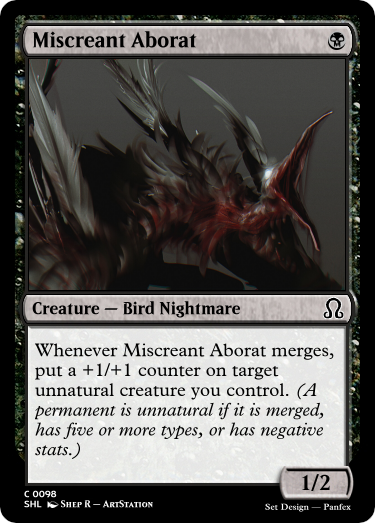 Miscreant Aborat
Creature — Bird Nightmare
Whenever Miscreant Aborat merges,
put a +1/+1 counter on target
unnatural creature you control. (A
permanent is unnatural if it is merged,
has five or more types, or has negative
stats.)
1/2
C 0098
SHL Shep R — ArtStation
Set Design — Panfex